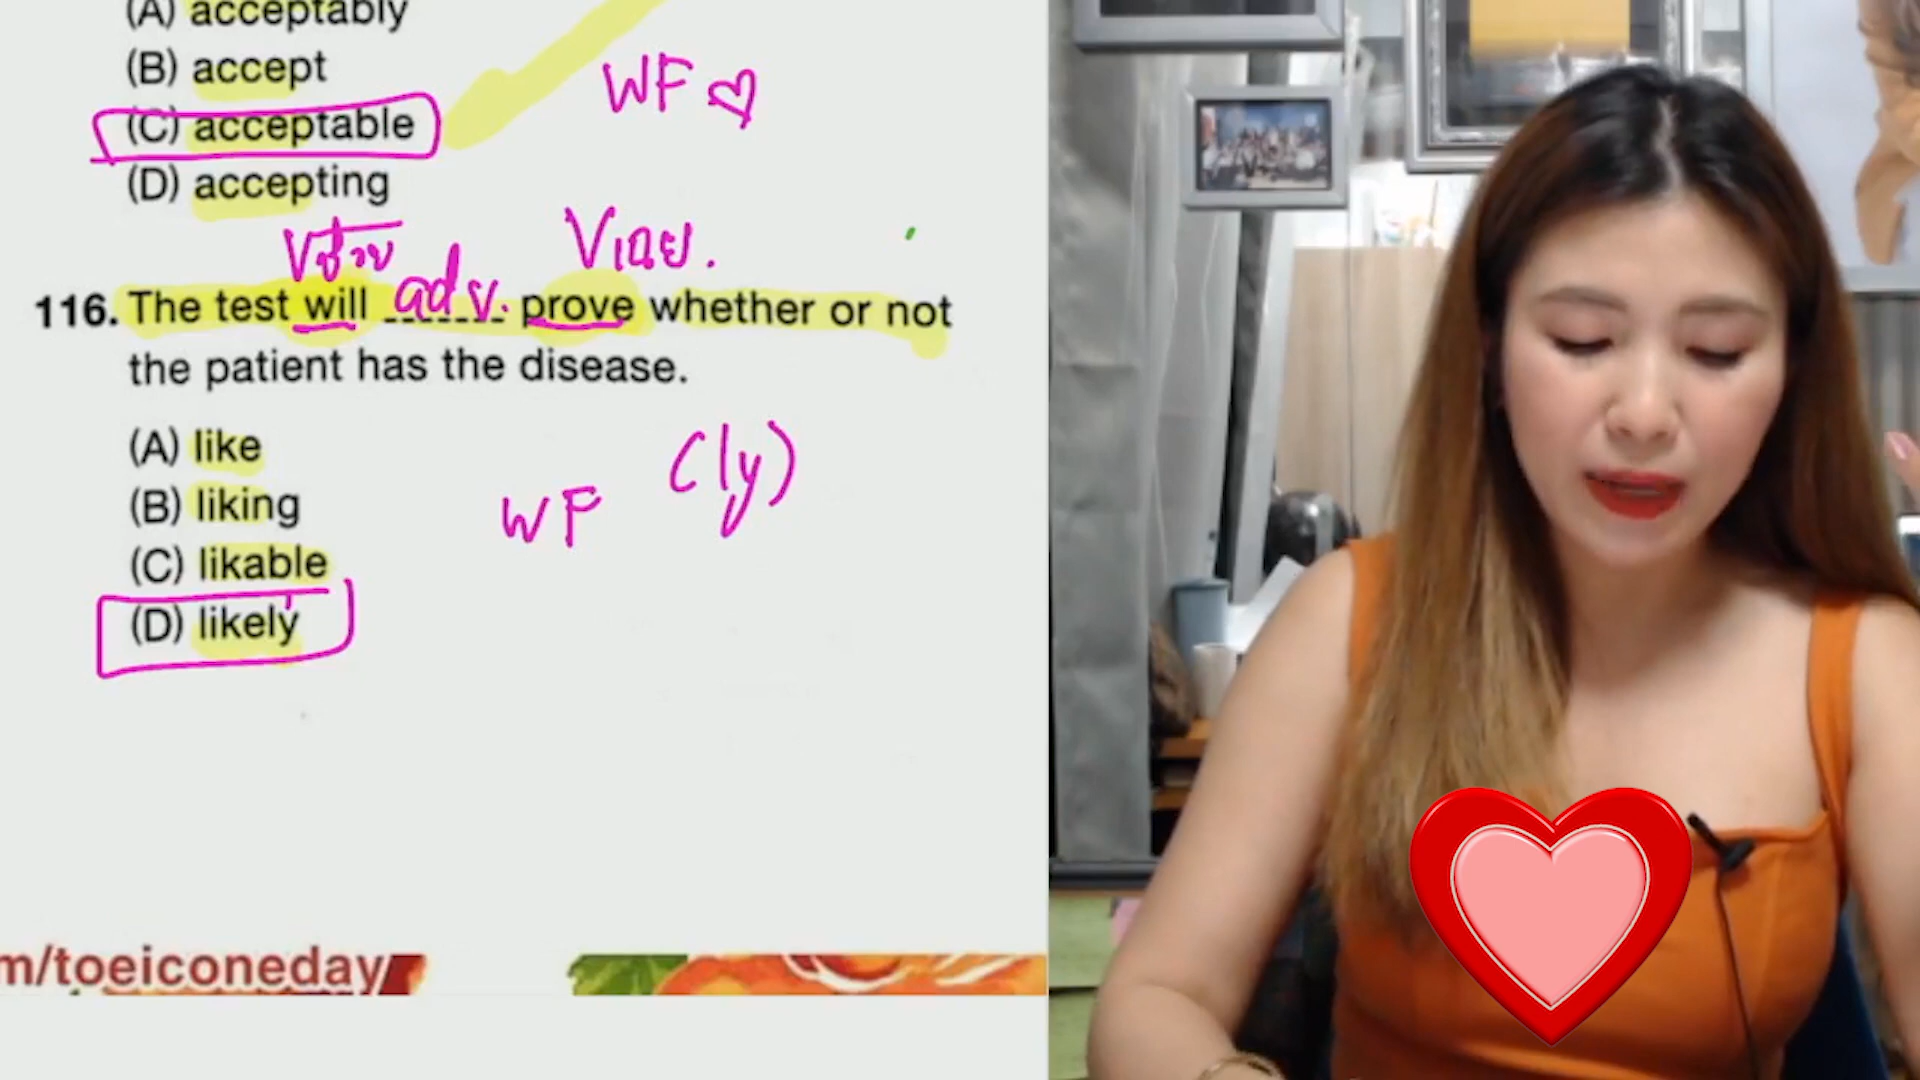 (A) acceptably
(B) accept
WF
(C) acceptable
(D) accepting
Vช่วย
adv.
Vแท้.
116. The test will ------- prove whether or not
the patient has the disease.
(A) like
(ly)
(B) liking
WF
(C) likable
(D) likely
m/toeiconeday